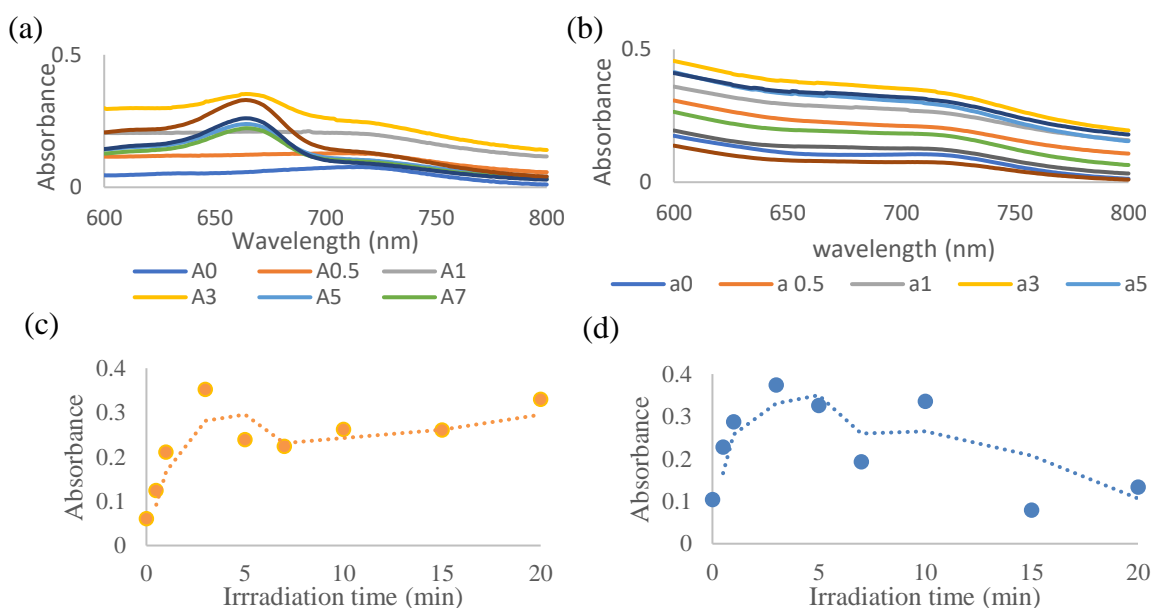 (a)
0.5
0
Absorbance
600 650 700 750 800
Wavelength (nm)
A0 A0.5 A1
A3 A5 A7
(b)
0.5
0
Absorbance
600 650 700 750 800
wavelength (nm)
a0 a 0.5 a1 a3 a5
(c)
0.4
0.3
0.2
0.1
0
Absorbance
0 5 10 15 20
Irrradiation time (min)
(d)
0.4
0.3
0.2
0.1
0
Absorbance
0 5 10 15 20
Irradiation time (min)